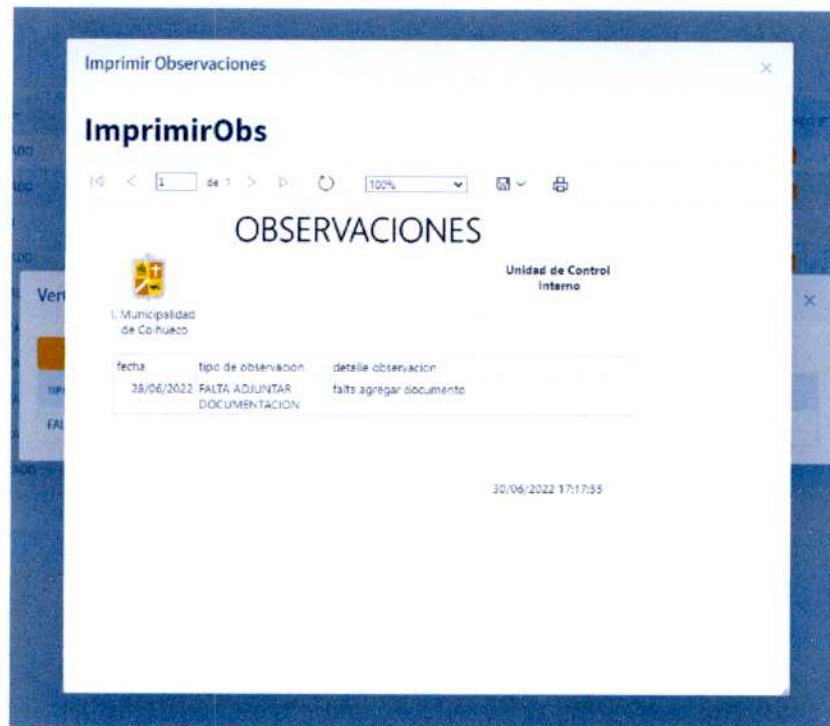 Imprimir Observaciones
ImprimirObs
1 de 1 100%
OBSERVACIONES
Unidad de Control
Interno
I. Municipalidad
de Coihueco
fecha tipo de observacion detalle observacion
28/06/2022 FALTA ADJUNTAR falta agregar documento
DOCUMENTACION
30/06/2022 17:17:35